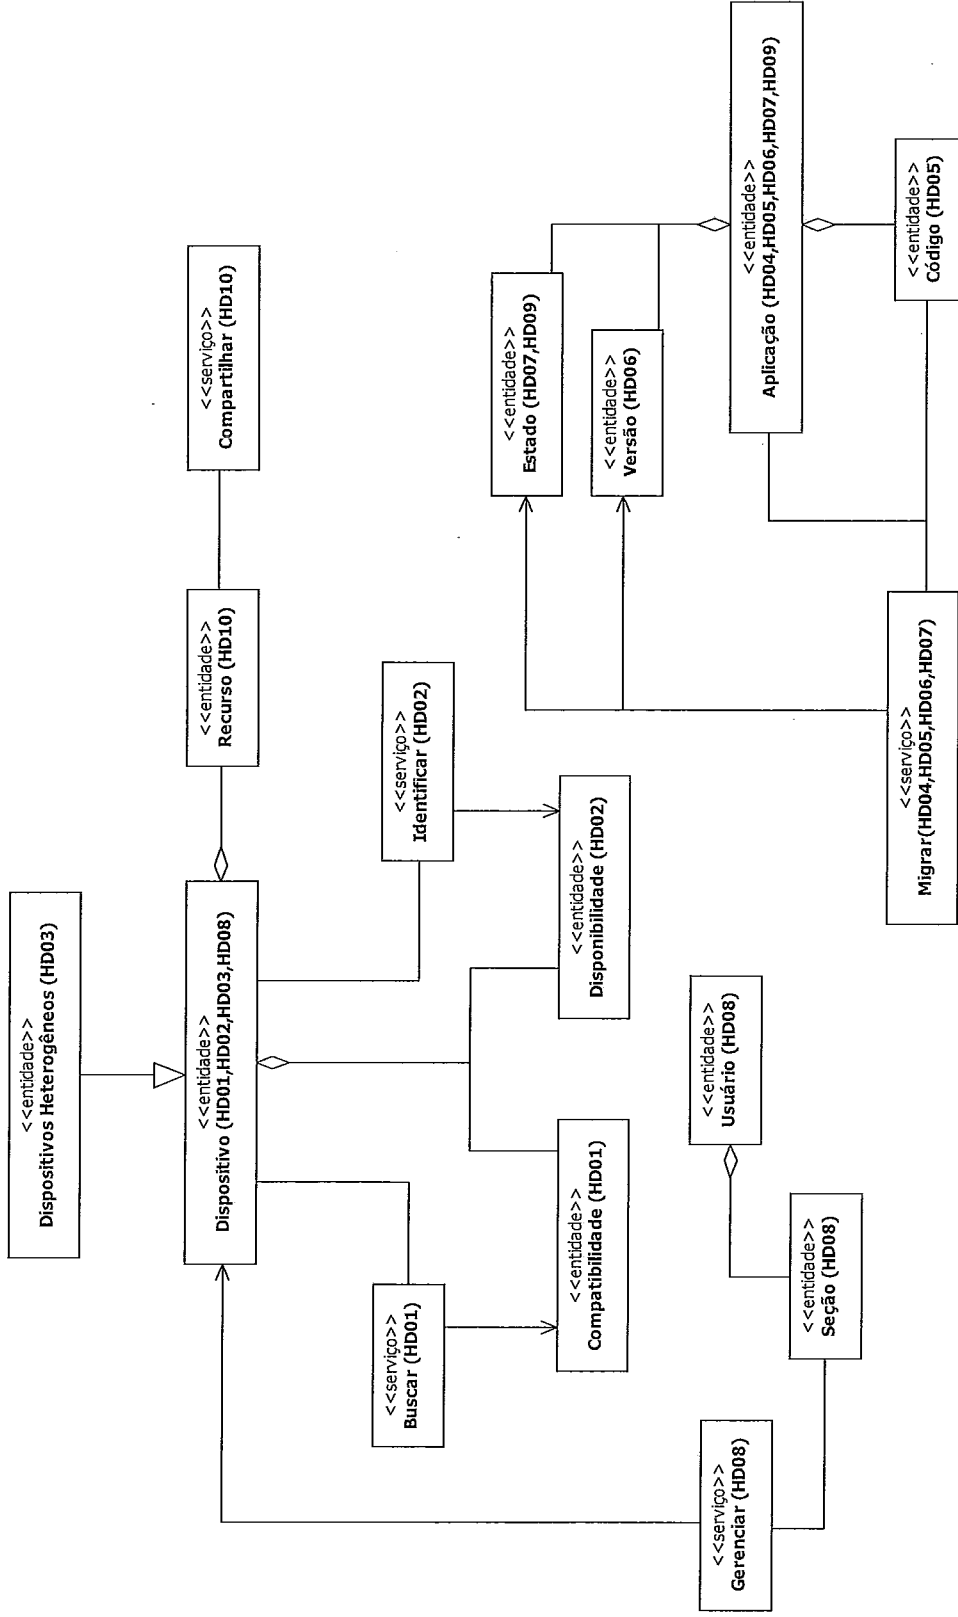 <<entidade>>
Dispositivos Heterogêneos (HD03)
<<entidade>>
Dispositivo (HD01,HD02,HD03,HD08)
<<entidade>>
Recurso (HD10)
<<serviço>>
Compartilhar (HD10)
<<serviço>>
Buscar (HD01)
<<serviço>>
Identificar (HD02)
<<entidade>>
Compatibilidade (HD01)
<<entidade>>
Disponibilidade (HD02)
<<entidade>>
Estado (HD07,HD09)
<<entidade>>
Versão (HD06)
<<serviço>>
Gerenciar (HD08)
<<entidade>>
Usuário (HD08)
<<entidade>>
Seção (HD08)
<<entidade>>
Aplicação (HD04,HD05,HD06,HD07,HD09)
<<serviço>>
Migrar(HD04,HD05,HD06,HD07)
<<entidade>>
Código (HD05)